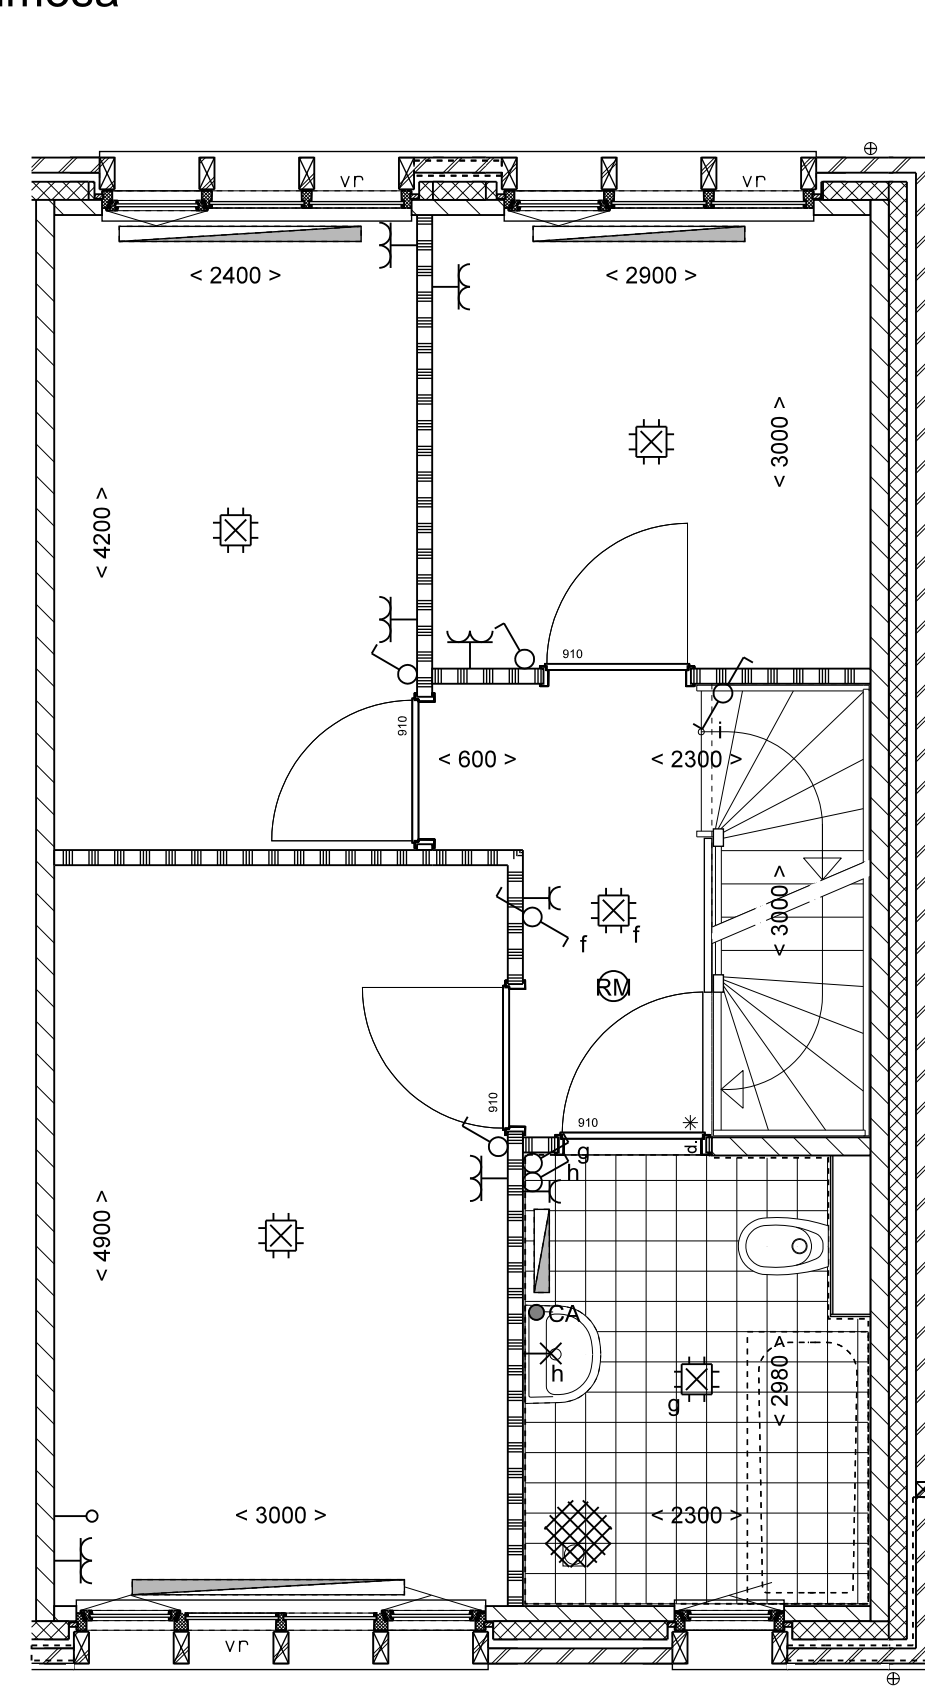 vr
vr
< 2400 >
< 2900 >
< 3000 >
< 4200 >
910
910
i
< 600 >
< 2300 >
< 3000 >
f
f
RM
910
910
*
d.
g
h
< 4900 >
CA
h
< 2980 >
g
< 3000 >
< 2300 >
vr